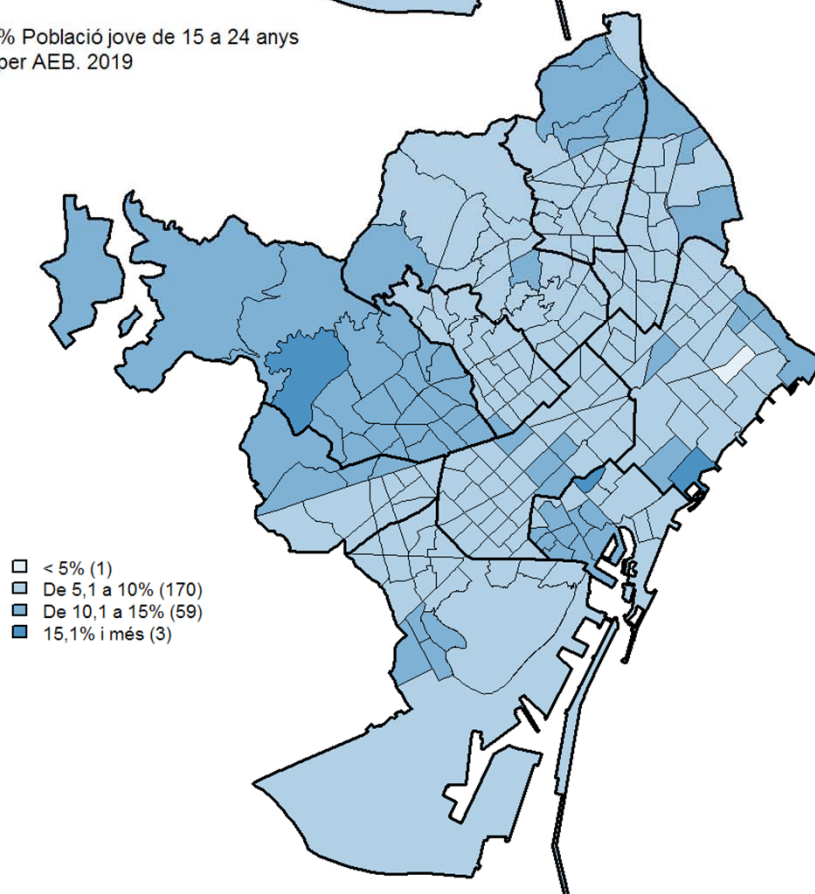 % Població jove de 15 a 24 anys
per AEB. 2019
< 5% (1)
De 5,1 a 10% (170)
De 10,1 a 15% (59)
15,1% i més (3)